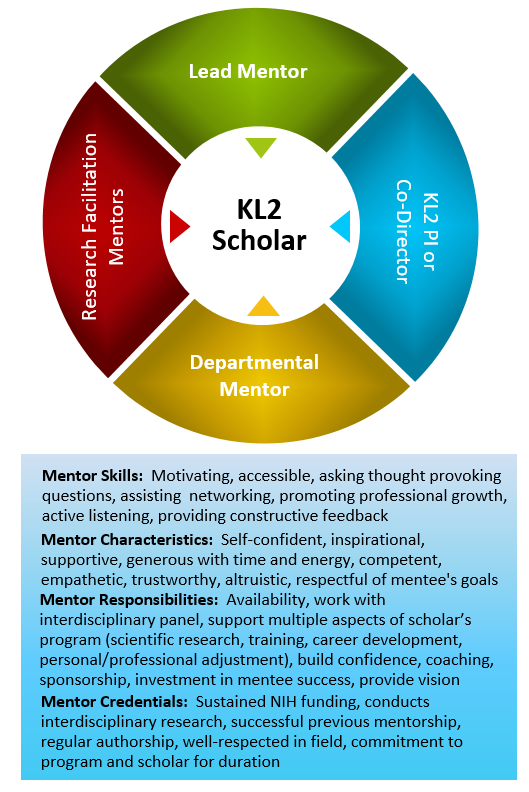 Lead Mentor
Research Facilitation
Mentors
KL2
Scholar
KL2 PI or
Co-Director
Departmental
Mentor
Mentor Skills: Motivating, accessible, asking thought provoking
questions, assisting networking, promoting professional growth,
active listening, providing constructive feedback
Mentor Characteristics: Self-confident, inspirational,
supportive, generous with time and energy, competent,
empathetic, trustworthy, altruistic, respectful of mentee's goals
Mentor Responsibilities: Availability, work with
interdisciplinary panel, support multiple aspects of scholar’s
program (scientific research, training, career development,
personal/professional adjustment), build confidence, coaching,
sponsorship, investment in mentee success, provide vision
Mentor Credentials: Sustained NIH funding, conducts
interdisciplinary research, successful previous mentorship,
regular authorship, well-respected in field, commitment to
program and scholar for duration